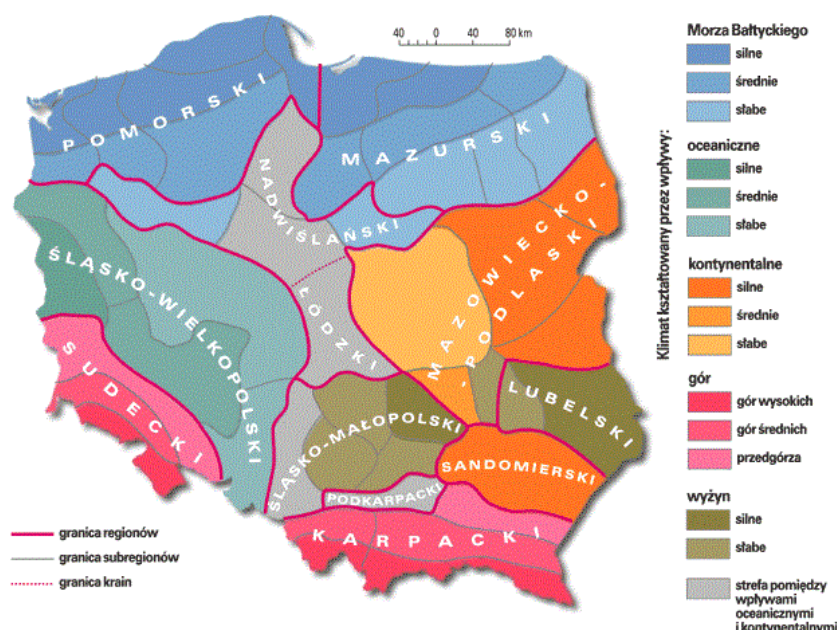 40 0 40 80 km
POMORSKI
MAZURSKI
NADWIŚLAŃSKI
MAZOWIECKO-
-PODLASKI
ŚLĄSKO-WIELKOPOLSKI
ŁÓDZKI
SUDECKI
LUBELSKI
ŚLĄSKO-MAŁOPOLSKI
SANDOMIERSKI
PODKARPACKI
KARPACKI
granica regionów
granica subregionów
granica krain
Klimat kształtowany przez wpływy:
Morza Bałtyckiego
silne
średnie
słabe
oceaniczne
silne
średnie
słabe
kontynentalne
silne
średnie
słabe
gór
gór wysokich
gór średnich
przedgórza
wyżyn
silne
słabe
strefa pomiędzy
wpływami
oceanicznymi
i kontynentalnymi